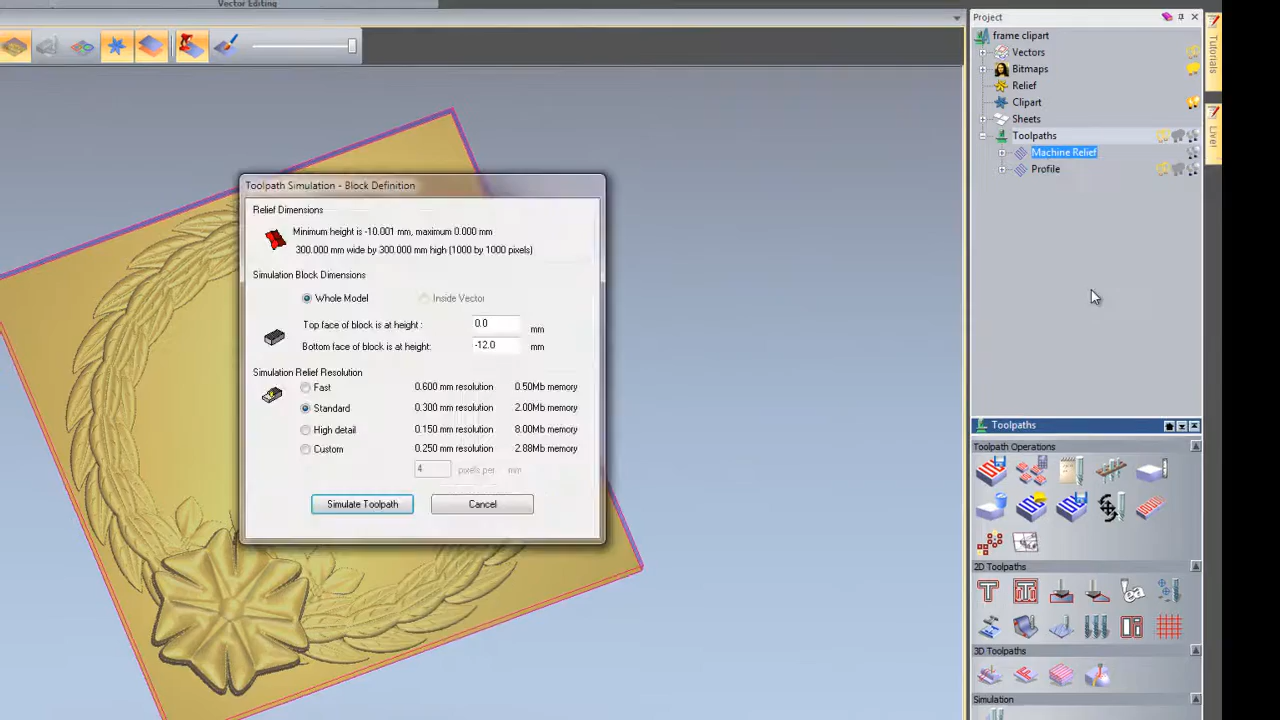 Vector Editing
Project
frame clipart
Vectors
Bitmaps
Relief
Clipart
Sheets
Toolpaths
Machine Relief
Profile
Tutorials
Toolpath Simulation - Block Definition
Relief Dimensions
Minimum height is -10.001 mm, maximum 0.000 mm
300.000 mm wide by 300.000 mm high (1000 by 1000 pixels)
Simulation Block Dimensions
Whole Model Inside Vector
Top face of block is at height : 0.0 mm
Bottom face of block is at height: -12.0 mm
Simulation Relief Resolution
Fast 0.600 mm resolution 0.50Mb memory
Standard 0.300 mm resolution 2.00Mb memory
High detail 0.150 mm resolution 8.00Mb memory
Custom 0.250 mm resolution 2.88Mb memory
4 pixels per mm
Simulate Toolpath Cancel
Toolpaths
Toolpath Operations
2D Toolpaths
3D Toolpaths
Simulation